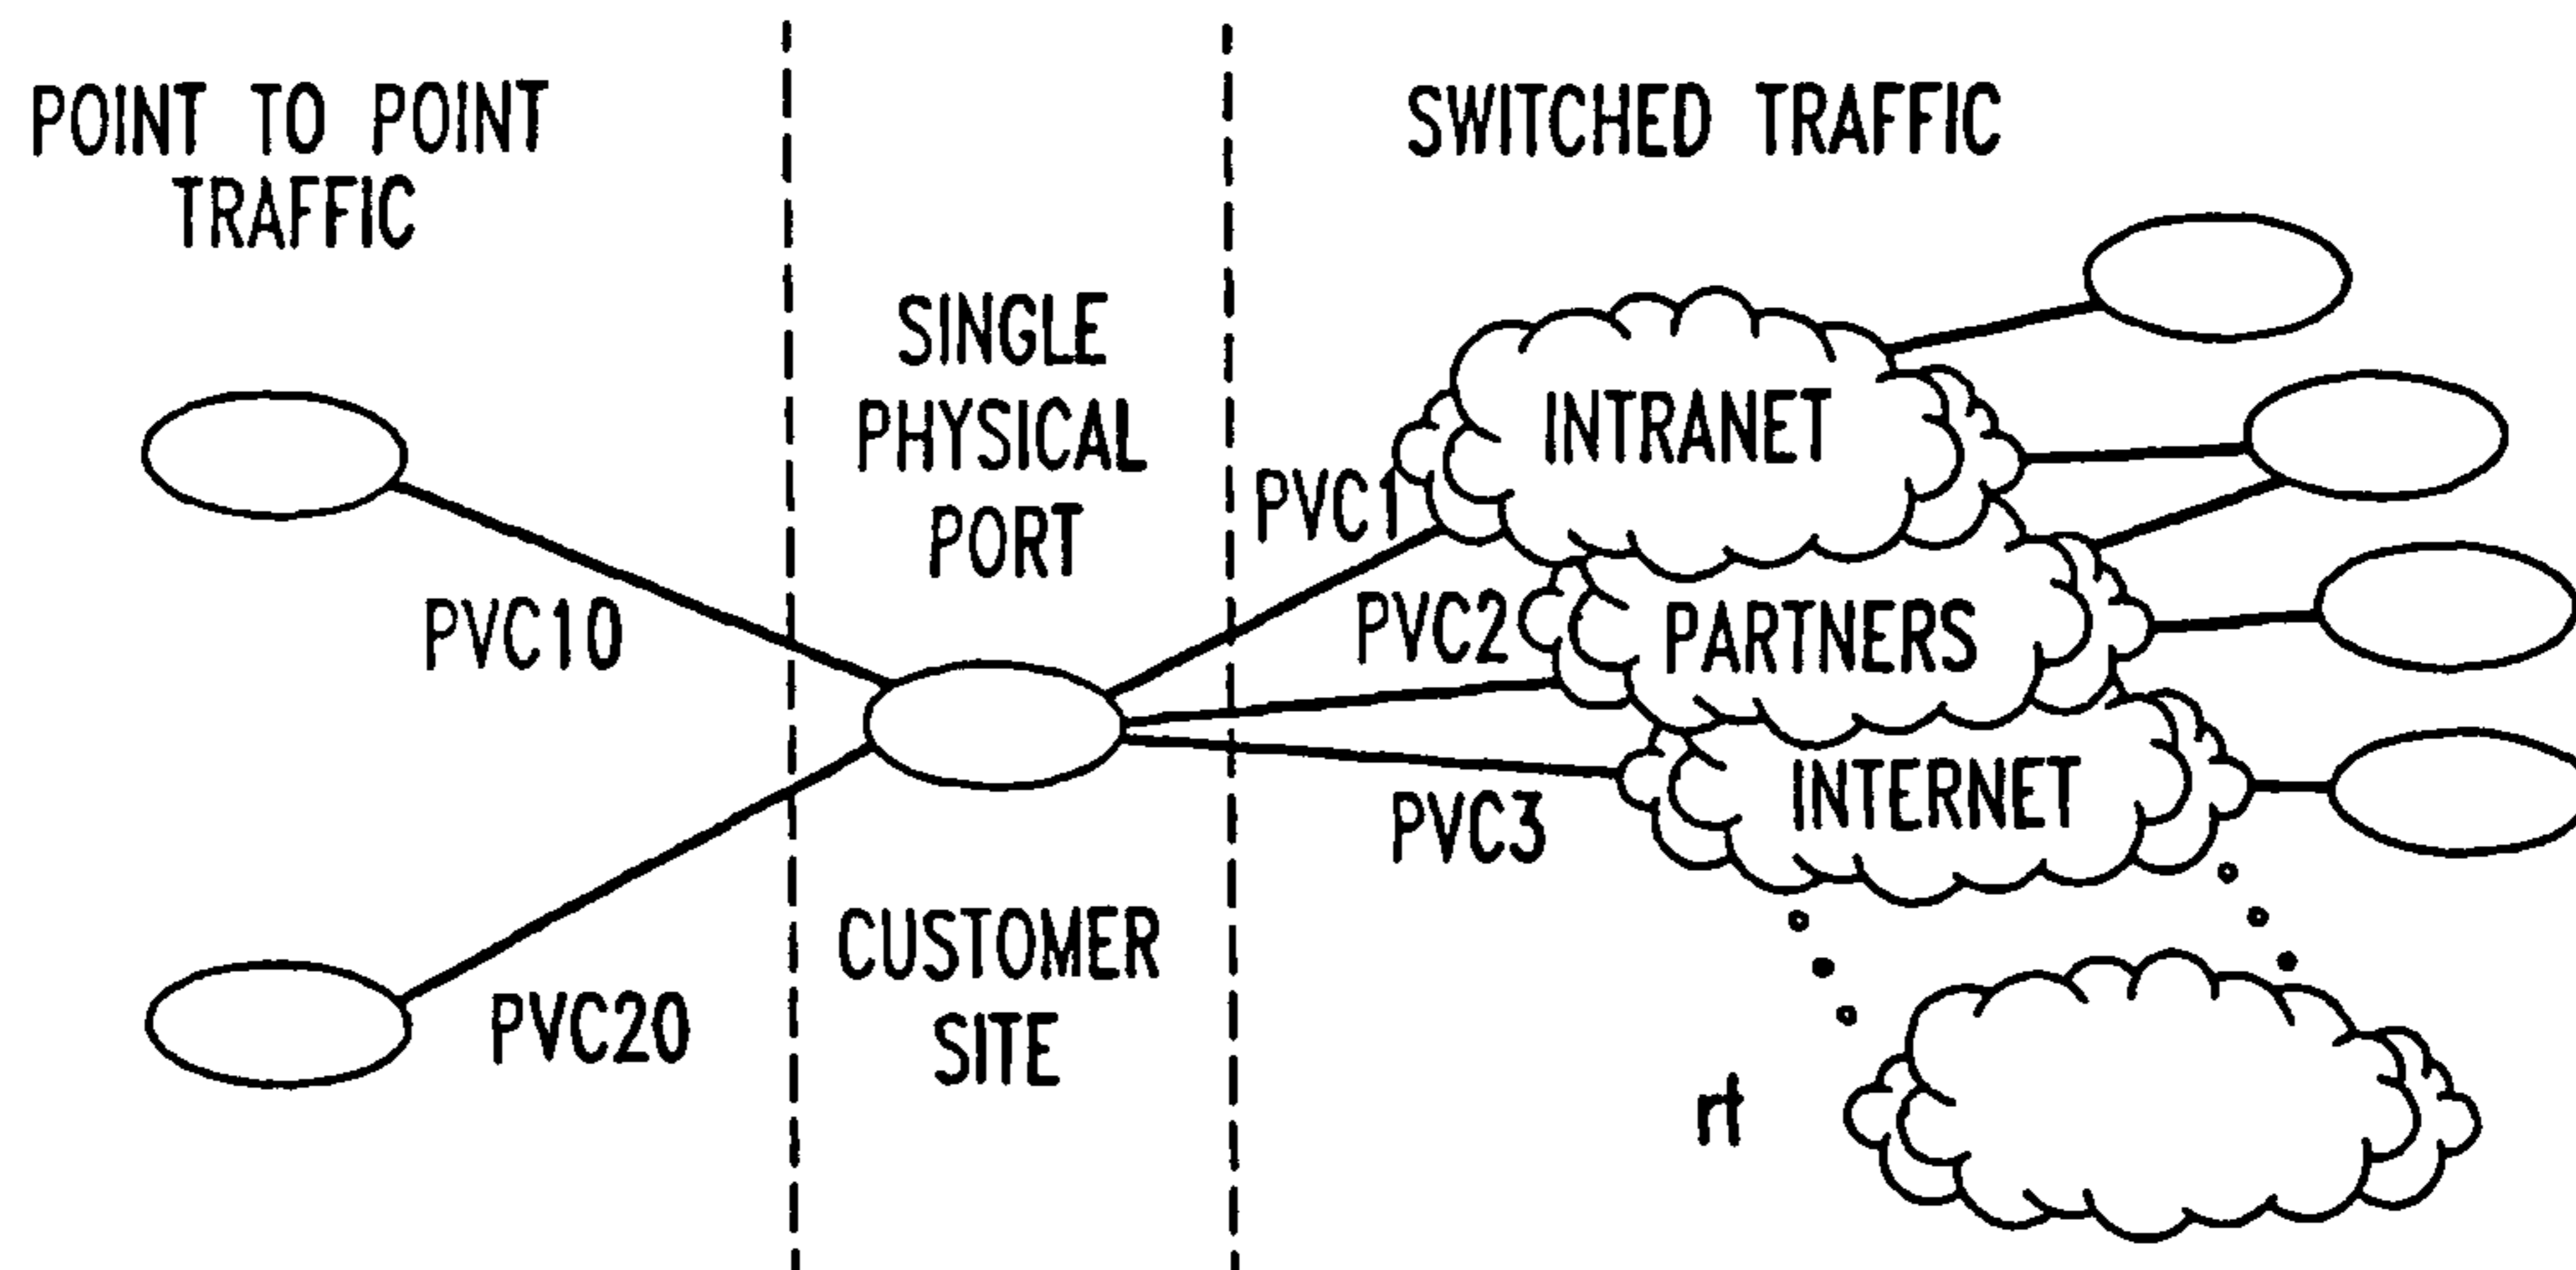 POINT TO POINT
TRAFFIC
SWITCHED TRAFFIC
SINGLE
PHYSICAL
PORT
INTRANET
PVC1
PVC2
PARTNERS
PVC10
INTERNET
PVC3
CUSTOMER
SITE
PVC20
rt